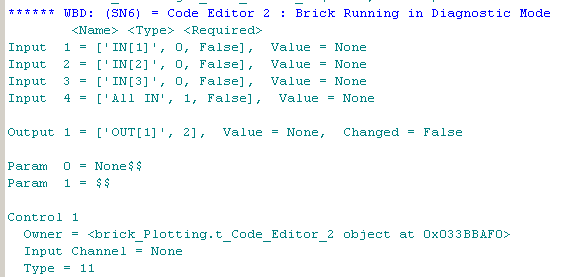 ****** WBD: (SN6) = Code Editor 2 : Brick Running in Diagnostic Mode
<Name> <Type> <Required>
Input  1 = ['IN[1]', 0, False],  Value = None
Input  2 = ['IN[2]', 0, False],  Value = None
Input  3 = ['IN[3]', 0, False],  Value = None
Input  4 = ['All IN', 1, False],  Value = None
Output 1 = ['OUT[1]', 2],  Value = None,  Changed = False
Param  0 = None$$
Param  1 = $$
Control 1
Owner = <brick_Plotting.t_Code_Editor_2 object at 0x033BBAF0>
Input Channel = None
Type = 11